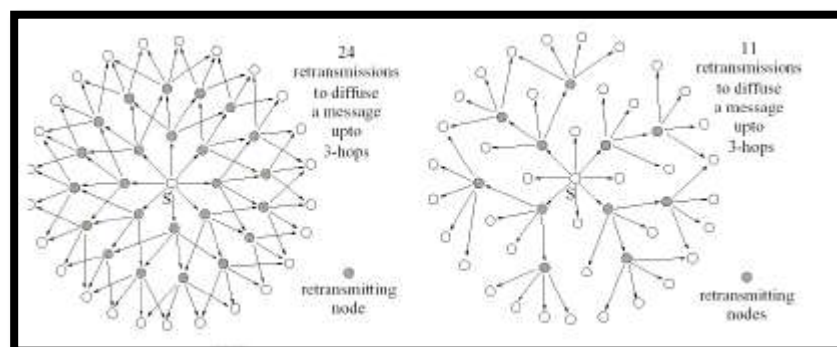 24
retransmissions
to diffuse
a message
upto
3-hops
S
retransmitting
node
11
retransmissions
to diffuse
a message
upto
3-hops
S
retransmitting
nodes